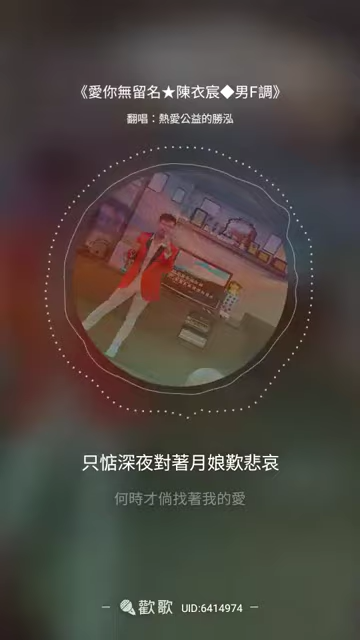 《愛你無留名★陳衣宸◆男F調》
翻唱：熱愛公益的勝泓
只惦深夜對著月娘歎悲哀
何時才倘找著我的愛
歡歌 UID:6414974